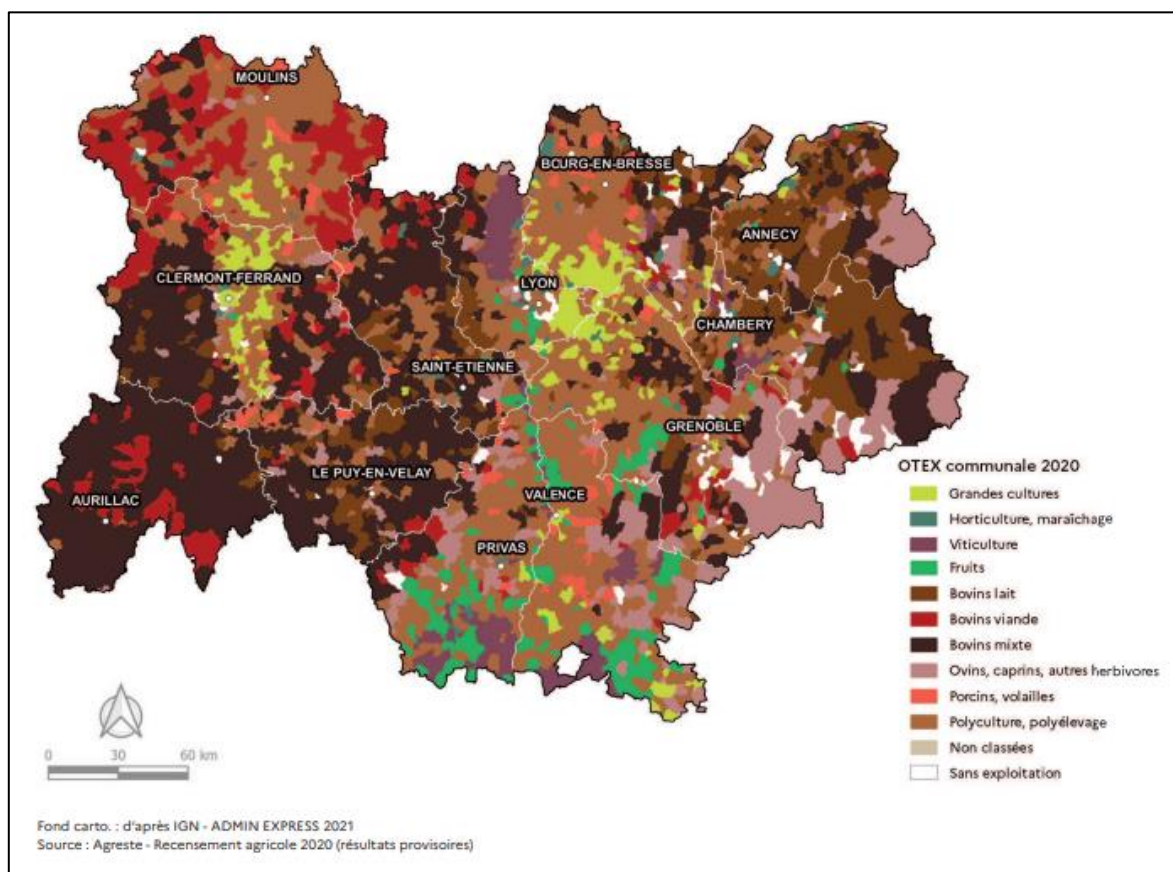 MOULINS
BOURG-EN-BRESSE
ANNECY
CLERMONT-FERRAND
LYON
CHAMBERY
SAINT-ETIENNE
GRENOBLE
LE PUY-EN-VELAY
AURILLAC
VALENCE
PRIVAS
OTEX communale 2020
Grandes cultures
Horticulture, maraîchage
Viticulture
Fruits
Bovins lait
Bovins viande
Bovins mixte
Ovins, caprins, autres herbivores
Porcins, volailles
Polyculture, polyélevage
Non classées
Sans exploitation
0 30 60 km
Fond carto. : d'après IGN - ADMIN EXPRESS 2021
Source : Agreste - Recensement agricole 2020 (résultats provisoires)